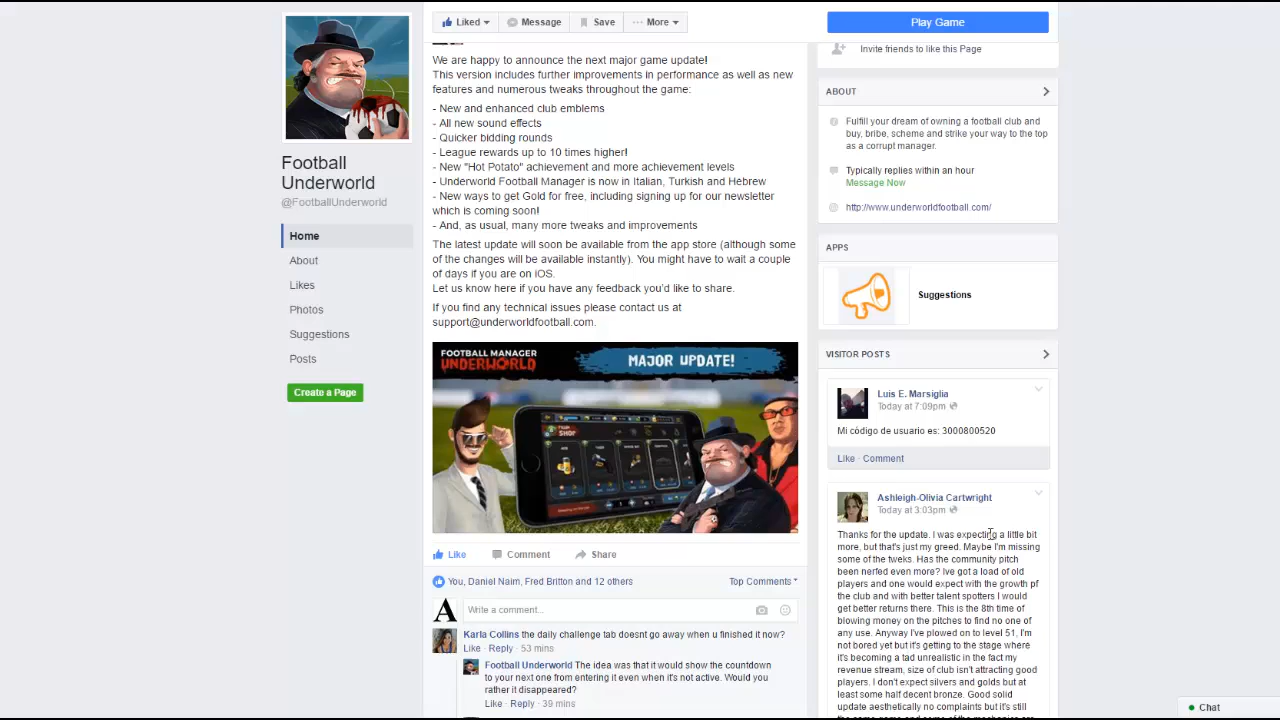 Liked
Message
Save
More
Play Game
Football
Underworld
@FootballUnderworld
Home
About
Likes
Photos
Suggestions
Posts
Create a Page
We are happy to announce the next major game update!
This version includes further improvements in performance as well as new
features and numerous tweaks throughout the game:
- New and enhanced club emblems
- All new sound effects
- Quicker bidding rounds
- League rewards up to 10 times higher!
- New "Hot Potato" achievement and more achievement levels
- Underworld Football Manager is now in Italian, Turkish and Hebrew
- New ways to get Gold for free, including signing up for our newsletter
which is coming soon!
- And, as usual, many more tweaks and improvements
The latest update will soon be available from the app store (although some
of the changes will be available instantly). You might have to wait a couple
of days if you are on iOS.
Let us know here if you have any feedback you'd like to share.
If you find any technical issues please contact us at
support@underworldfootball.com.
FOOTBALL MANAGER
UNDERWORLD
MAJOR UPDATE!
Like
Comment
Share
You, Daniel Naim, Fred Britton and 12 others
Top Comments
Write a comment...
Karla Collins the daily challenge tab doesnt go away when u finished it now?
Like · Reply · 53 mins
Football Underworld The idea was that it would show the countdown
to your next one from entering it even when it's not active. Would you
rather it disappeared?
Like · Reply · 39 mins
Invite friends to like this Page
ABOUT
Fulfill your dream of owning a football club and
buy, bribe, scheme and strike your way to the top
as a corrupt manager.
Typically replies within an hour
Message Now
http://www.underworldfootball.com/
APPS
Suggestions
VISITOR POSTS
Luis E. Marsiglia
Today at 7:09pm
Mi código de usuario es: 3000800520
Like · Comment
Ashleigh-Olivia Cartwright
Today at 3:03pm
Thanks for the update. I was expecting a little bit
more, but that's just my greed. Maybe I'm missing
some of the tweks. Has the community pitch
been nerfed even more? Ive got a load of old
players and one would expect with the growth pf
the club and with better talent spotters I would
get better returns there. This is the 8th time of
blowing money on the pitches to find no one of
any use. Anyway I've plowed on to level 51, I'm
not bored yet but it's getting to the stage where
it's becoming a tad unrealistic in the fact my
revenue stream, size of club isn't attracting good
players. I don't expect silvers and golds but at
least some half decent bronze. Good solid
update aesthetically no complaints but it's still
Chat